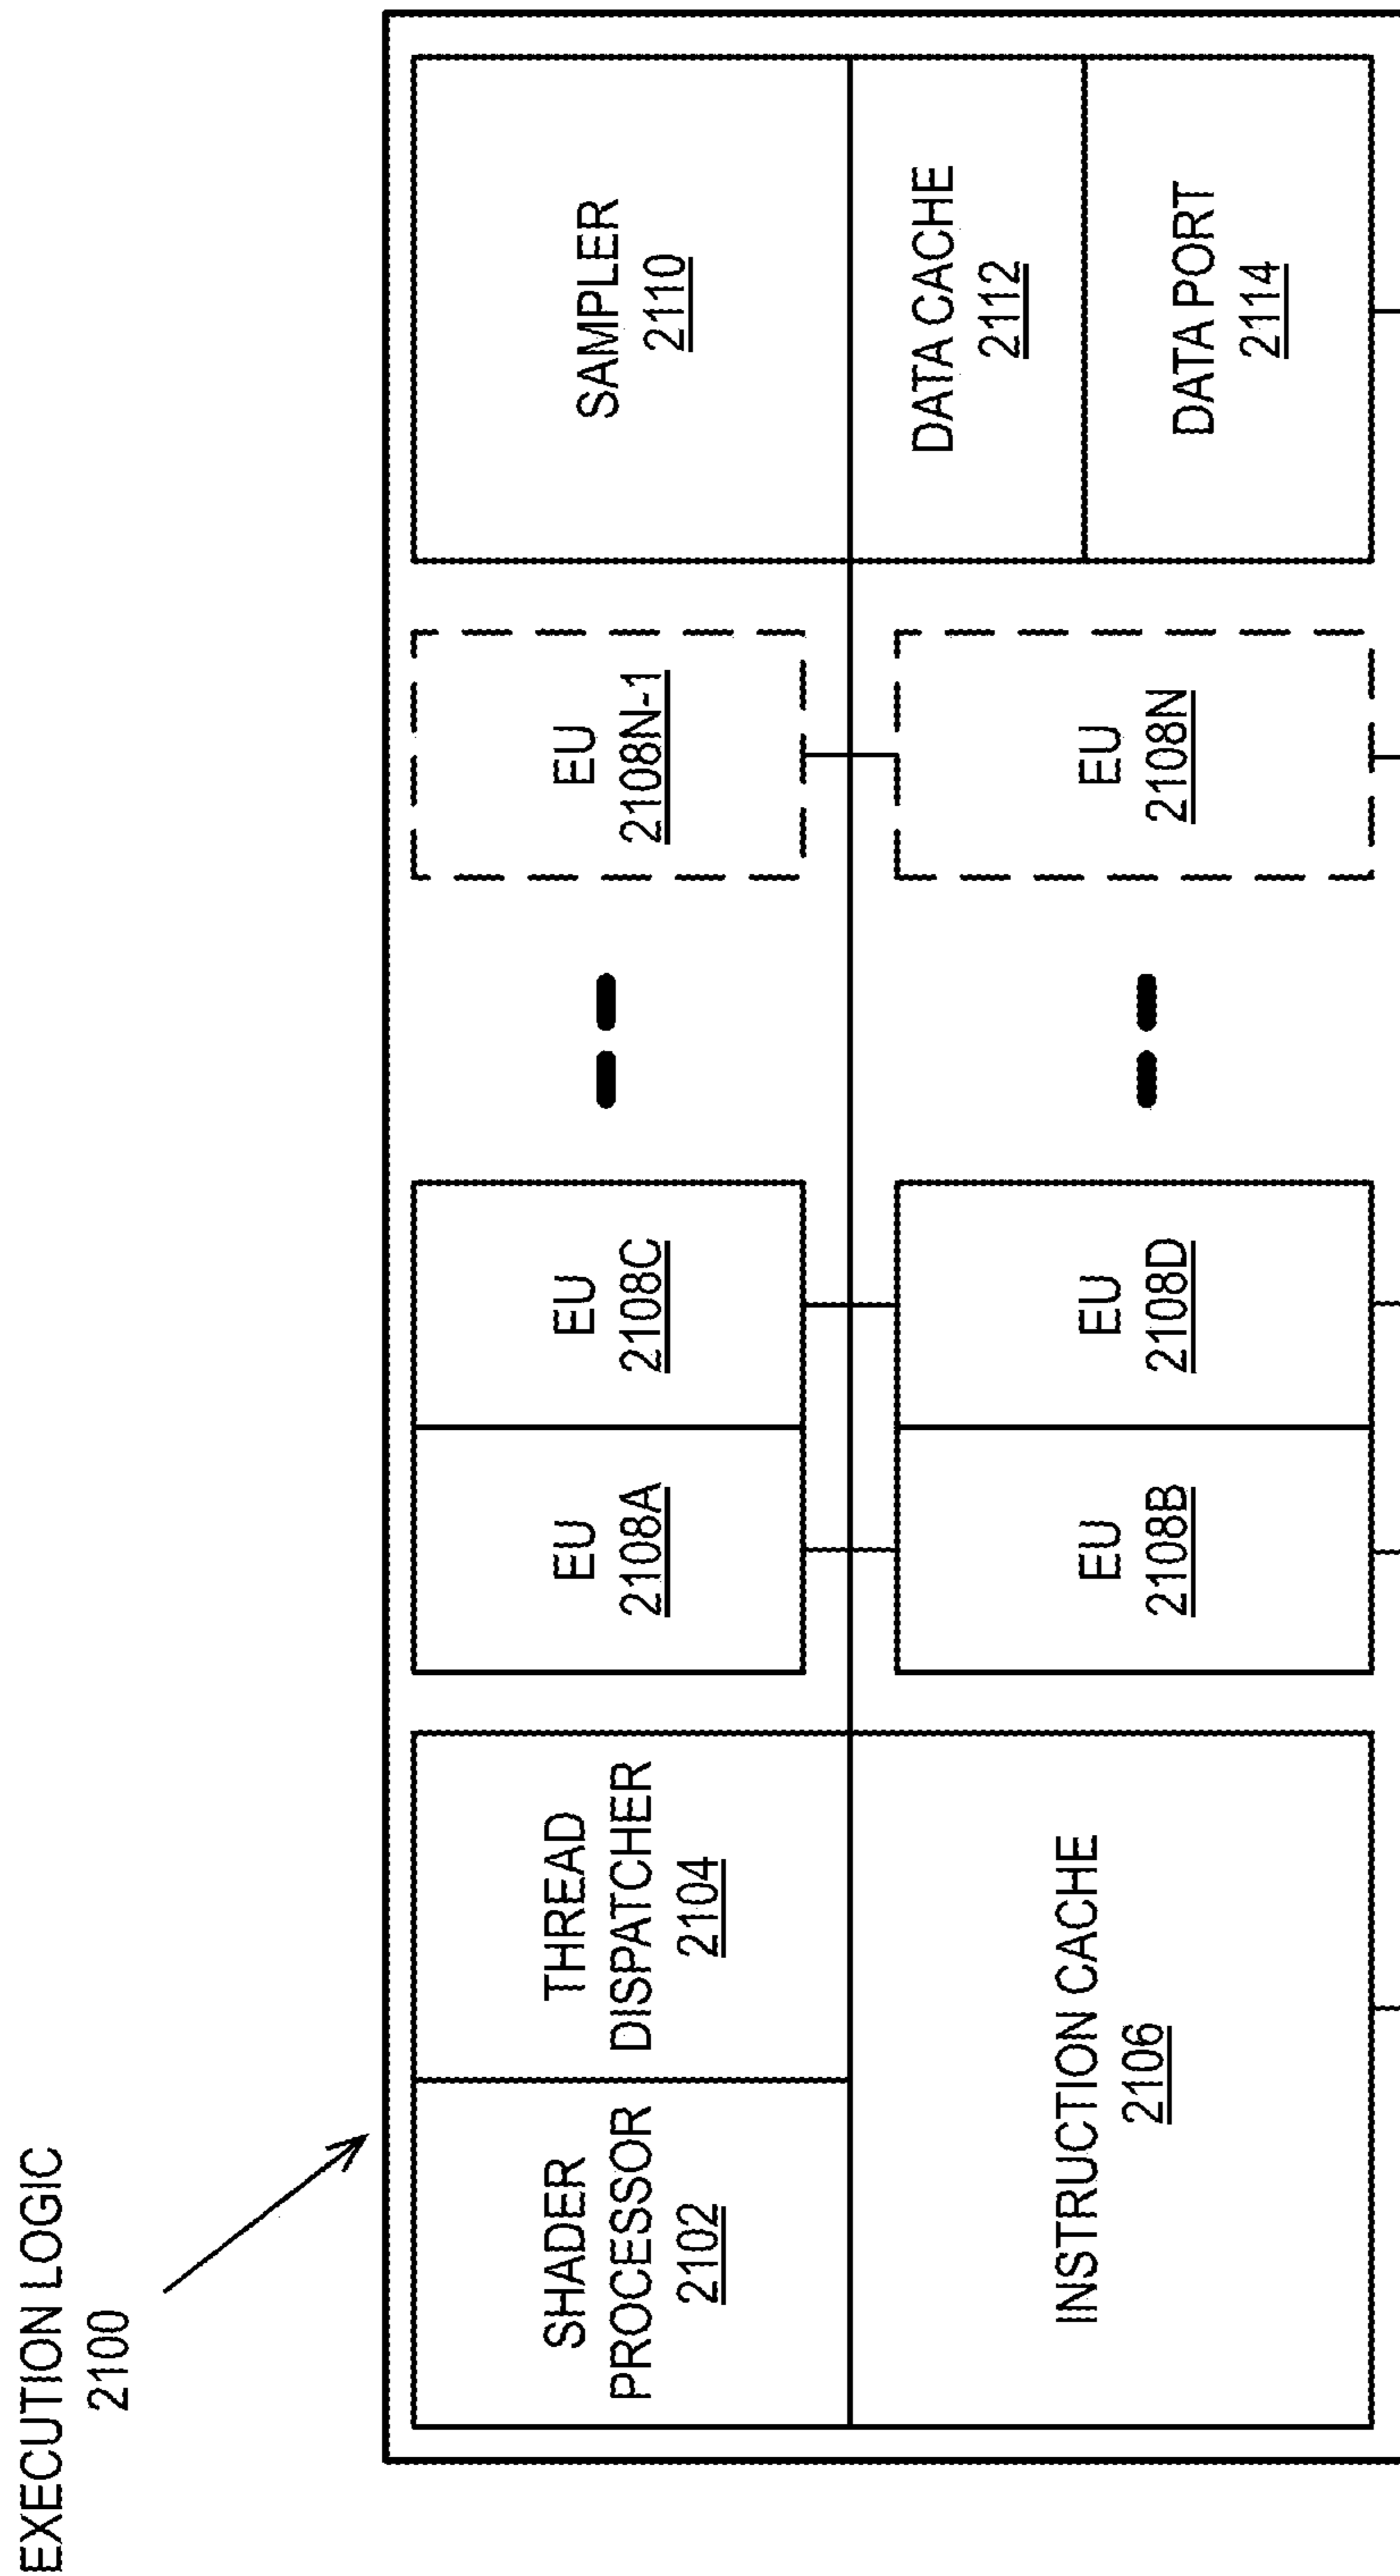 EXECUTION LOGIC
2100
SHADER
PROCESSOR
2102
THREAD
DISPATCHER
2104
INSTRUCTION CACHE
2106
EU
2108A
EU
2108C
EU
2108B
EU
2108D
EU
2108N-1
EU
2108N
SAMPLER
2110
DATA CACHE
2112
DATA PORT
2114